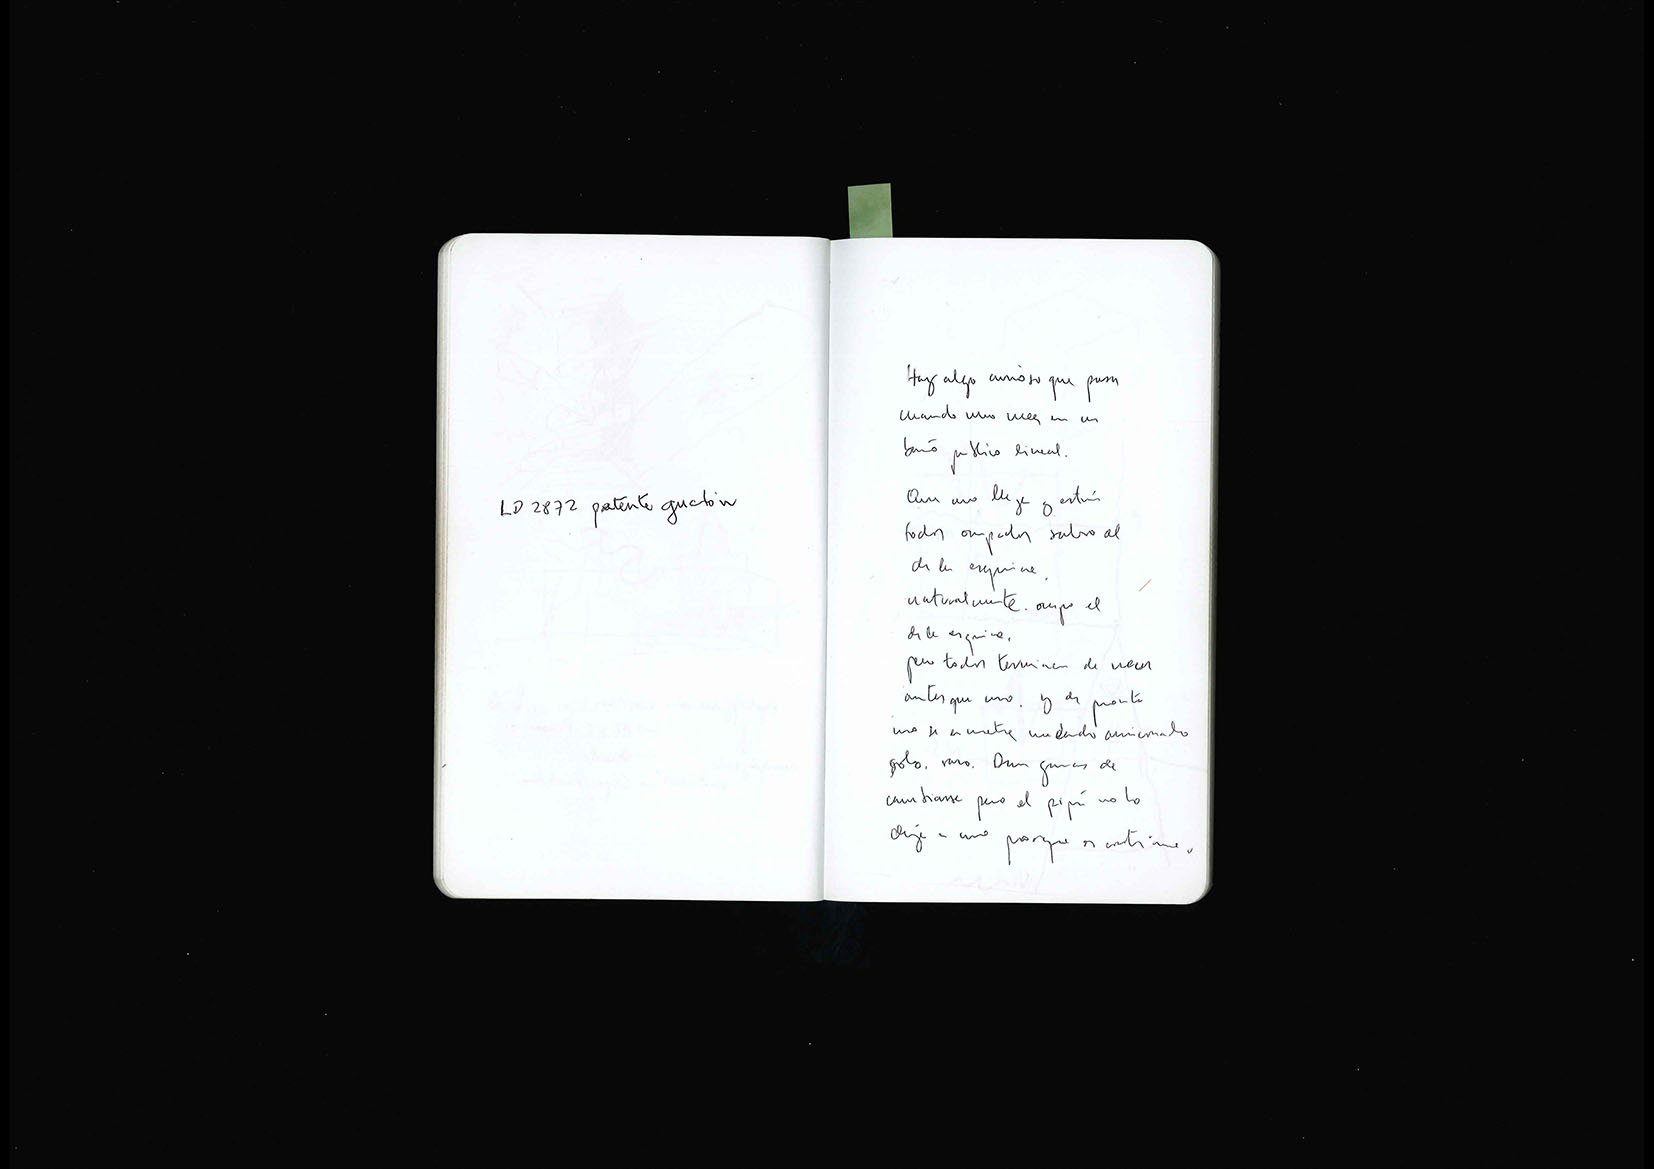 LD 2872 patente guatón
Hay algo curioso que pasa
cuando uno mea en un
baño público lineal.
Que uno llega y están
todos ocupados salvo el
de la esquina,
naturalmente. ocupo el
de la esquina.
pero todos terminan de mear
antes que uno. y de pronto
uno se encuentra meando arrinconado
solo. raro. Dan ganas de
cambiarse pero el pipí no lo
deja a uno porque es continuo.